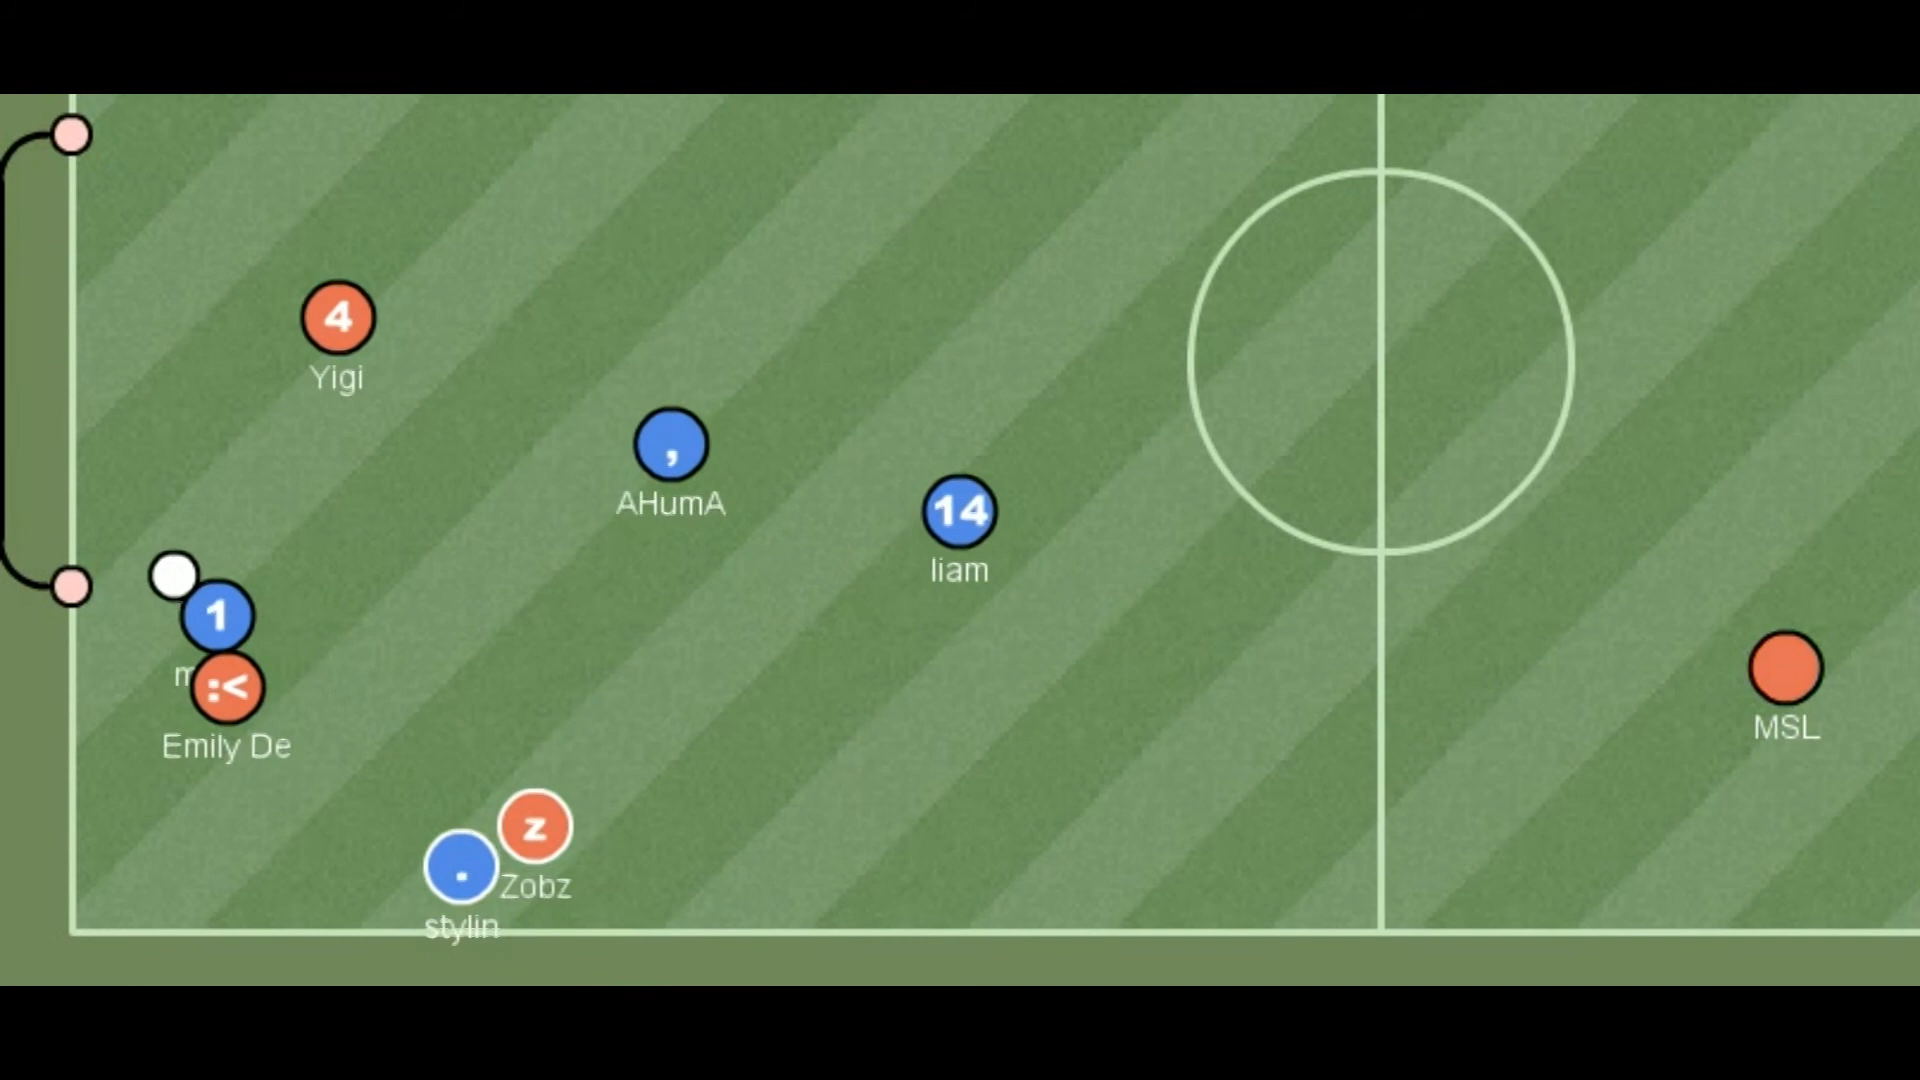 4
Yigi
,
AHumA
14
liam
1
m
:<
Emily De
z
Zobz
.
stylin
MSL